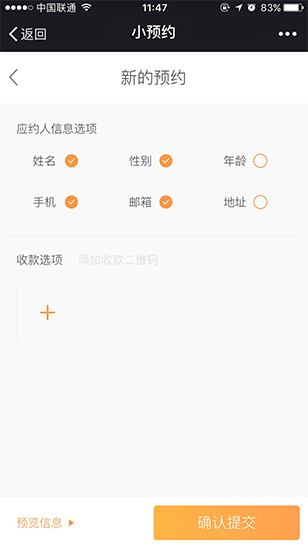 中国联通 11:47 83%
返回 小预约
新的预约
应约人信息选项
姓名 性别 年龄
手机 邮箱 地址
收款选项 添加收款二维码
预览信息 确认提交